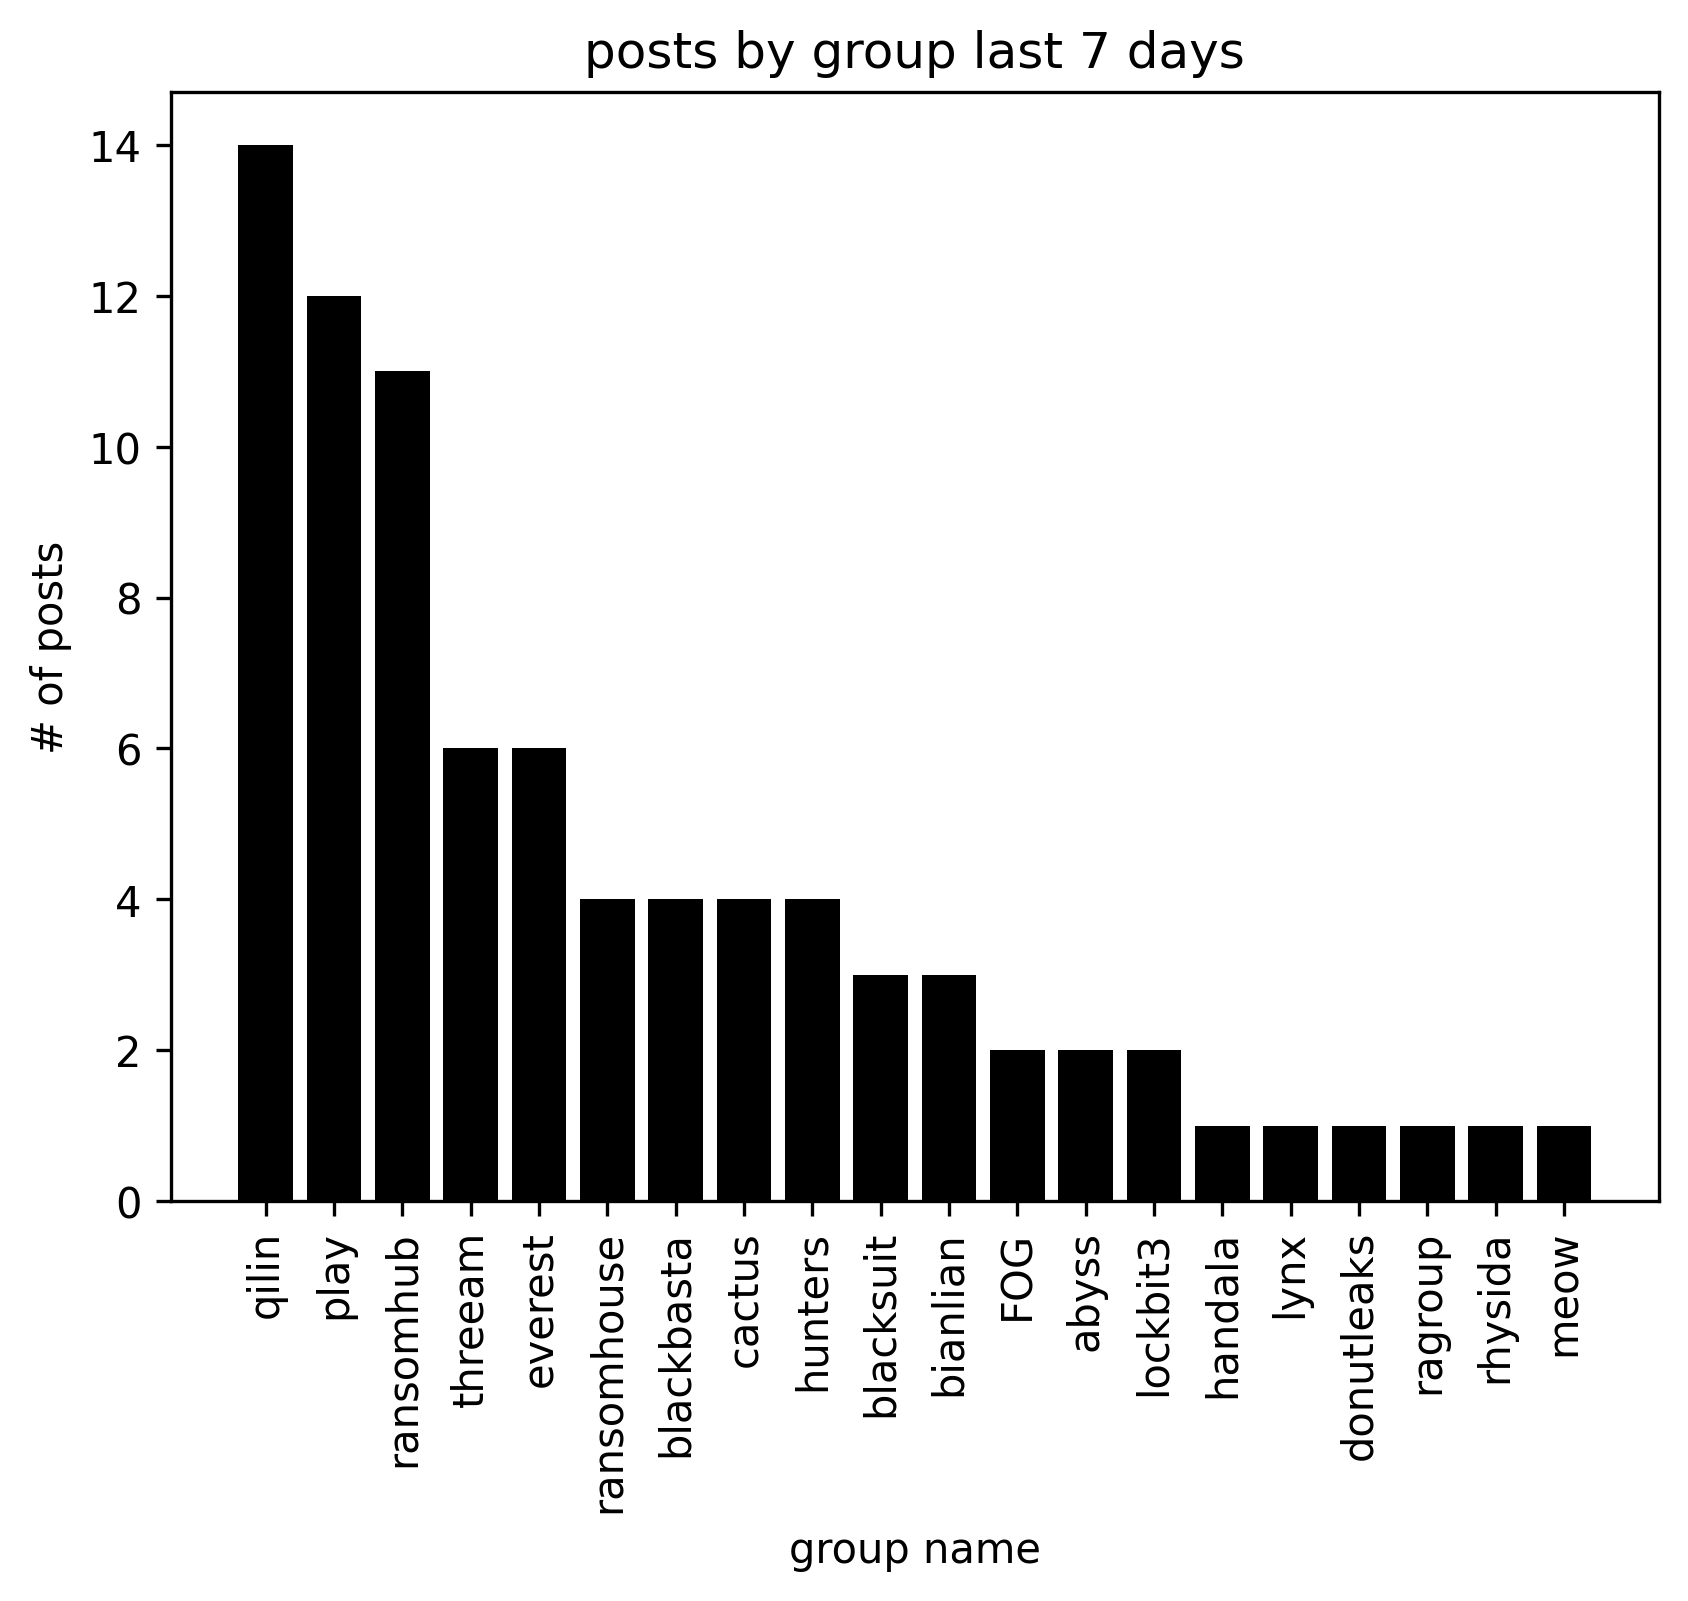 posts by group last 7 days
# of posts
14
12
10
8
6
4
2
0
qilin
play
ransomhub
threeam
everest
ransomhouse
blackbasta
cactus
hunters
blacksuit
bianlian
FOG
abyss
lockbit3
handala
lynx
donutleaks
ragroup
rhysida
meow
group name